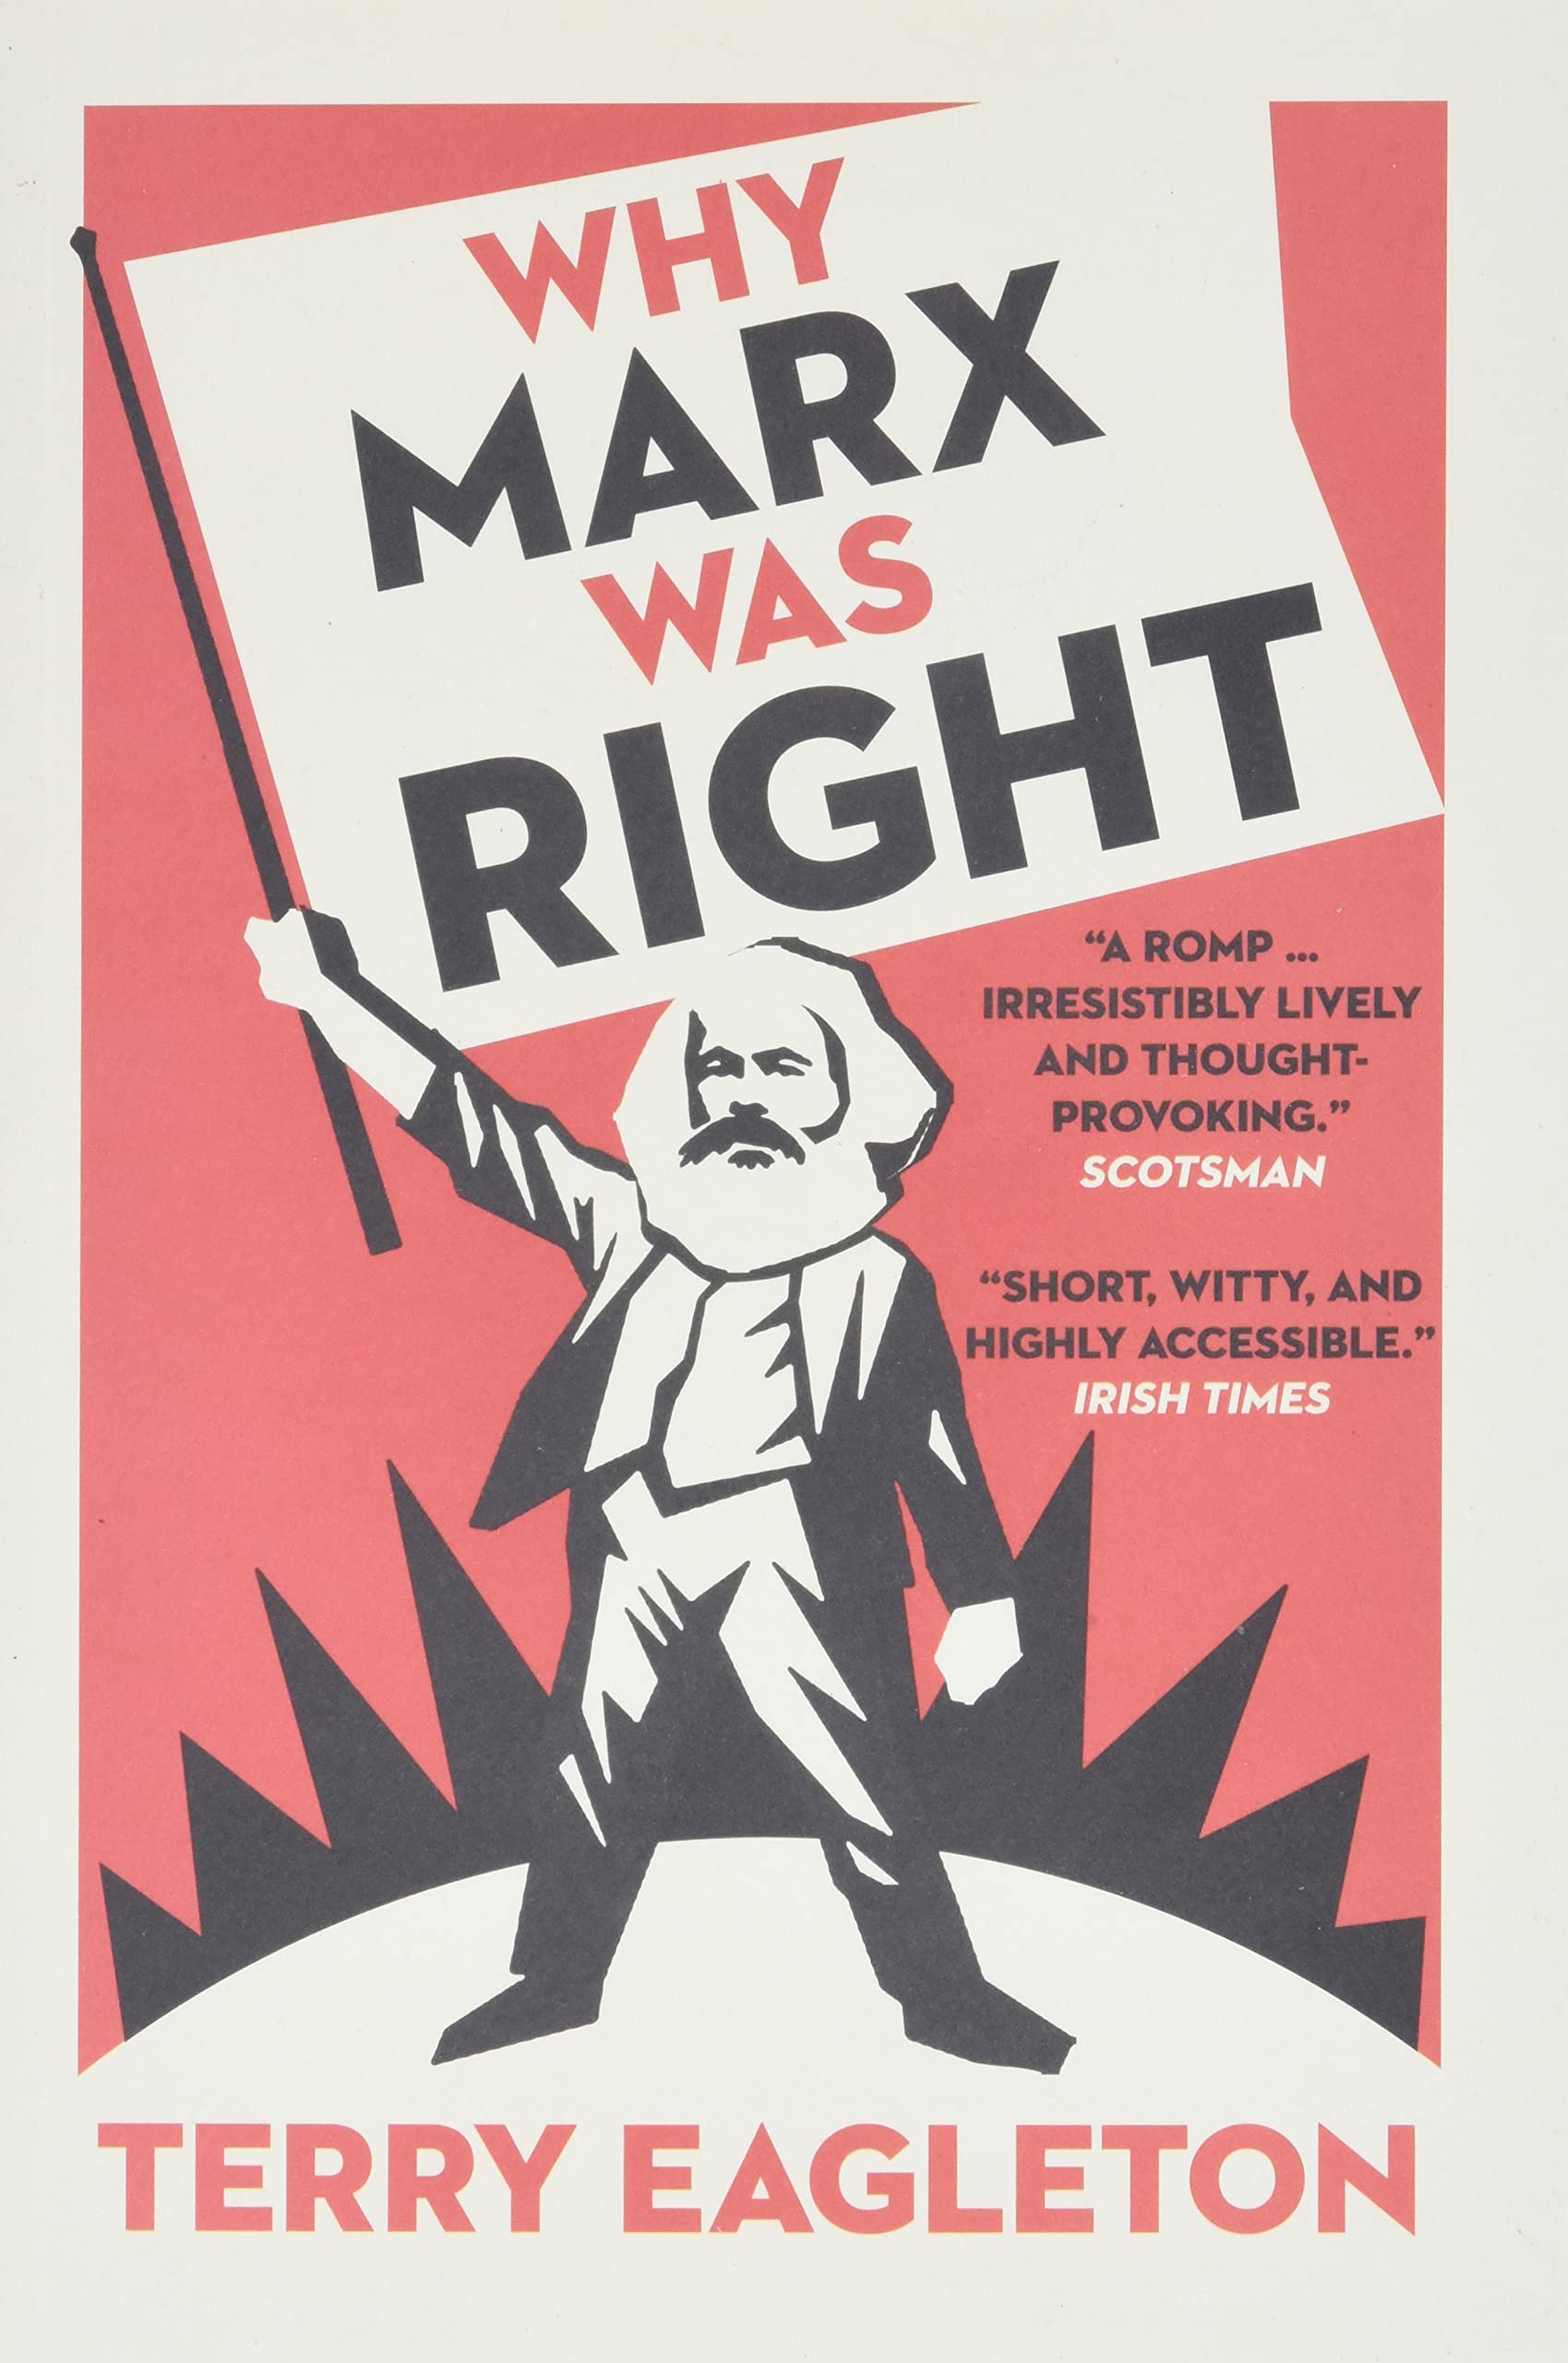 WHY
MARX
WAS
RIGHT
“A ROMP ...
IRRESISTIBLY LIVELY
AND THOUGHT-
PROVOKING.”
SCOTSMAN
“SHORT, WITTY, AND
HIGHLY ACCESSIBLE.”
IRISH TIMES
TERRY EAGLETON